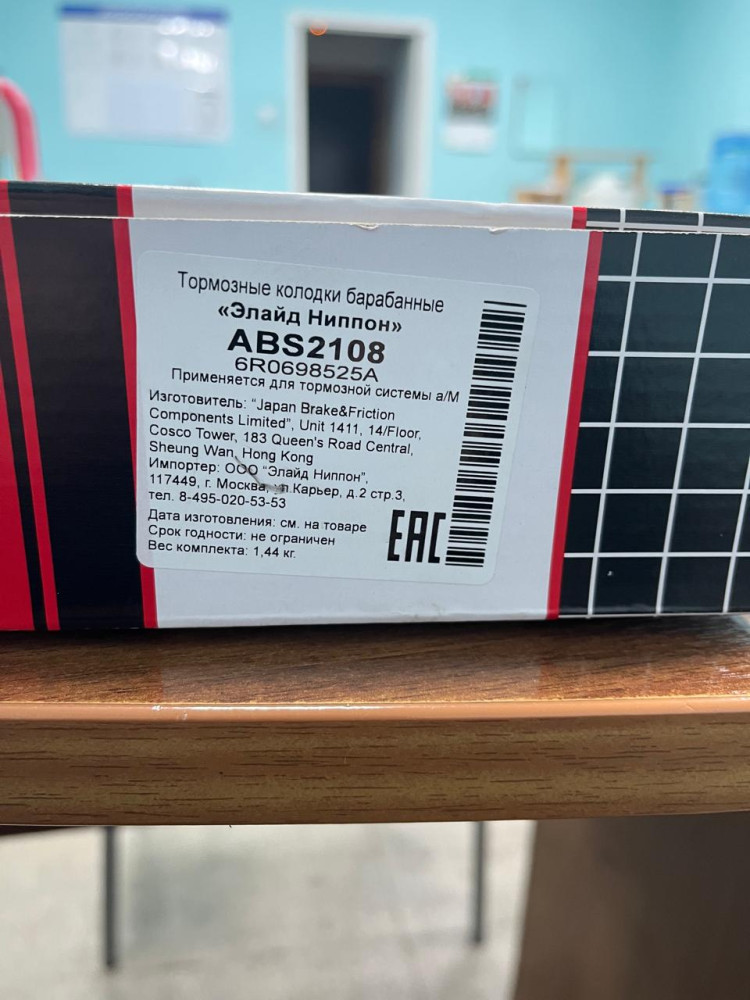 Тормозные колодки барабанные
«Элайд Ниппон»
ABS2108
6R0698525A
Применяется для тормозной системы а/м
Изготовитель: "Japan Brake&Friction
Components Limited", Unit 1411, 14/Floor,
Cosco Tower, 183 Queen's Road Central,
Sheung Wan, Hong Kong
Импортер: ООО "Элайд Ниппон",
117449, г. Москва, Карьер, д.2 стр.3,
тел. 8-495-020-53-53
Дата изготовления: см. на товаре
Срок годности: не ограничен
Вес комплекта: 1,44 кг.
EAC